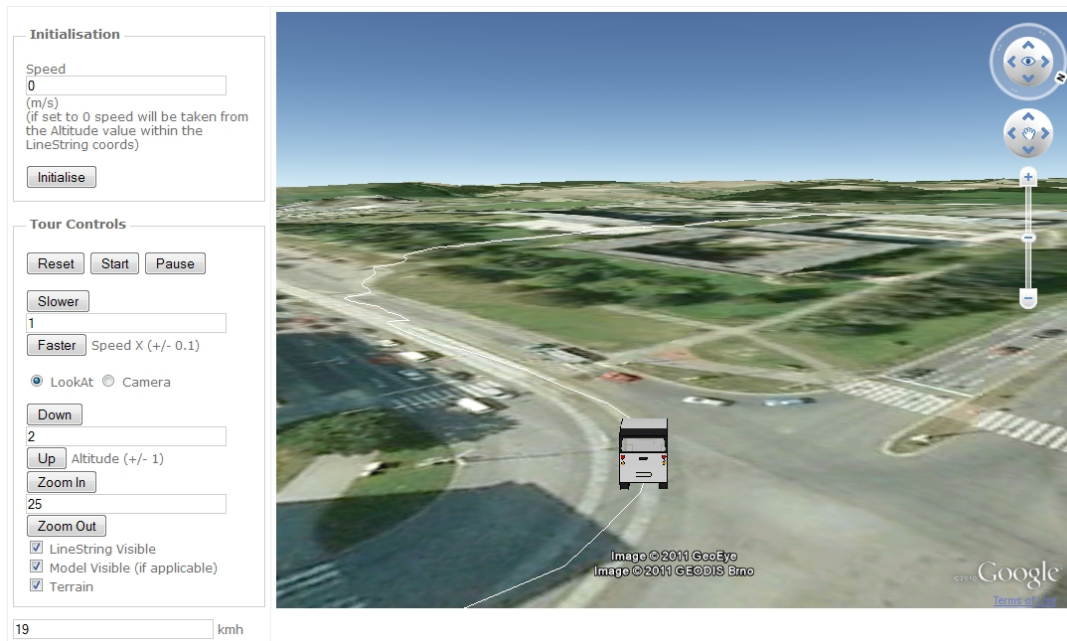 Initialisation
Speed
0
(m/s)
(if set to 0 speed will be taken from
the Altitude value within the
LineString coords)
Initialise
Tour Controls
Reset Start Pause
Slower
1
Faster Speed X (+/- 0.1)
LookAt Camera
Down
2
Up Altitude (+/- 1)
Zoom In
25
Zoom Out
LineString Visible
Model Visible (if applicable)
Terrain
19 kmh
N
Image © 2011 GeoEye
Image © 2011 GEODIS Brno
©2010 Google
Terms of Use